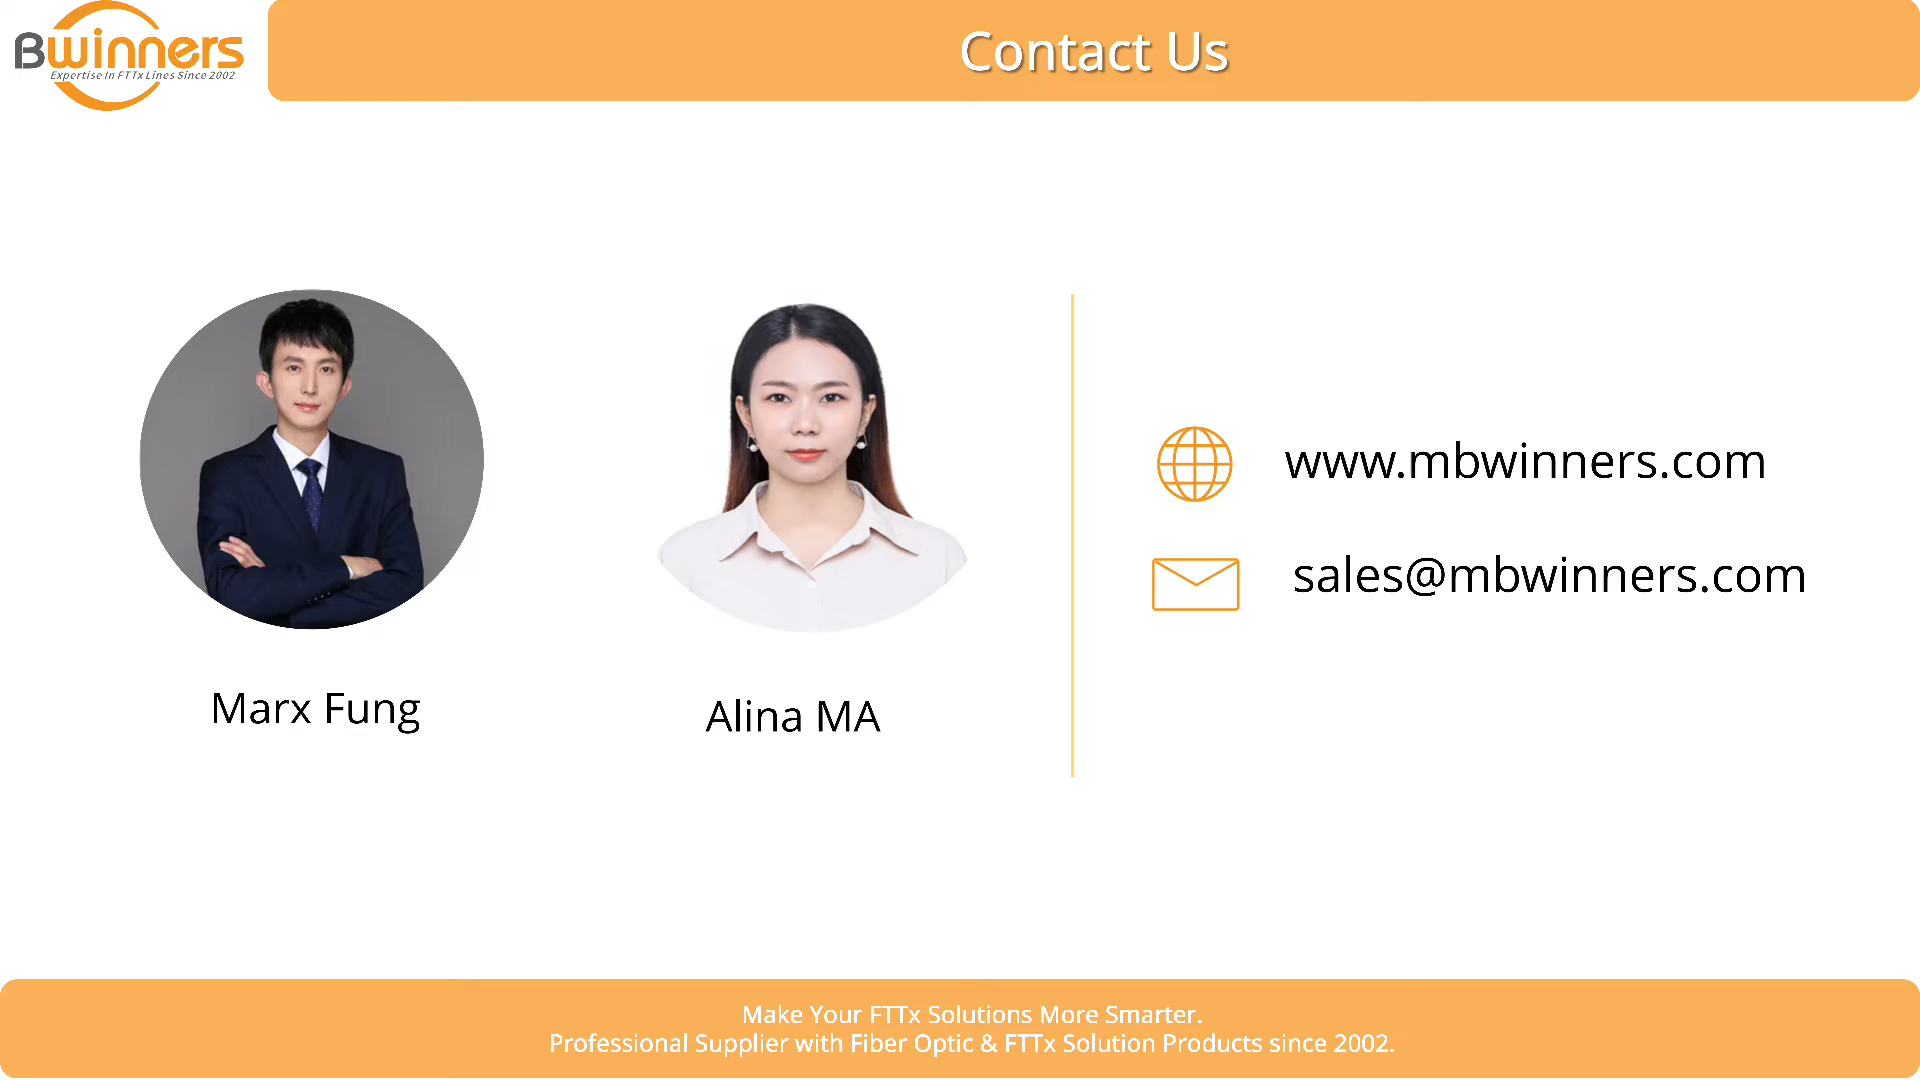 Bwinners
Expertise In FTTx Lines Since 2002
Contact Us
Marx Fung
Alina MA
www.mbwinners.com
sales@mbwinners.com
Make Your FTTx Solutions More Smarter.
Professional Supplier with Fiber Optic & FTTx Solution Products since 2002.